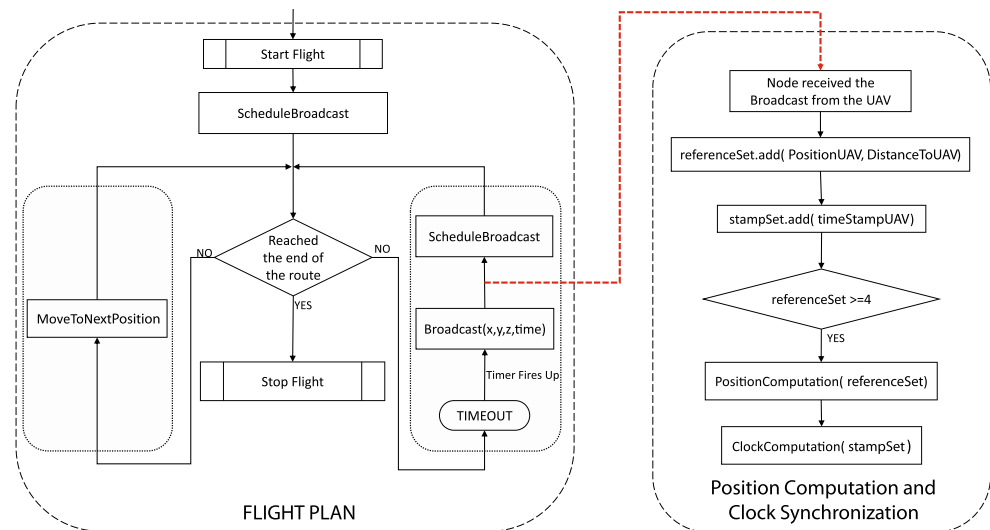 Start Flight
ScheduleBroadcast
Reached
the end of
the route
NO
NO
YES
MoveToNextPosition
Stop Flight
ScheduleBroadcast
Broadcast(x,y,z,time)
Timer Fires Up
TIMEOUT
FLIGHT PLAN
Node received the
Broadcast from the UAV
referenceSet.add( PositionUAV, DistanceToUAV)
stampSet.add( timeStampUAV)
referenceSet >=4
YES
PositionComputation( referenceSet)
ClockComputation( stampSet )
Position Computation and
Clock Synchronization